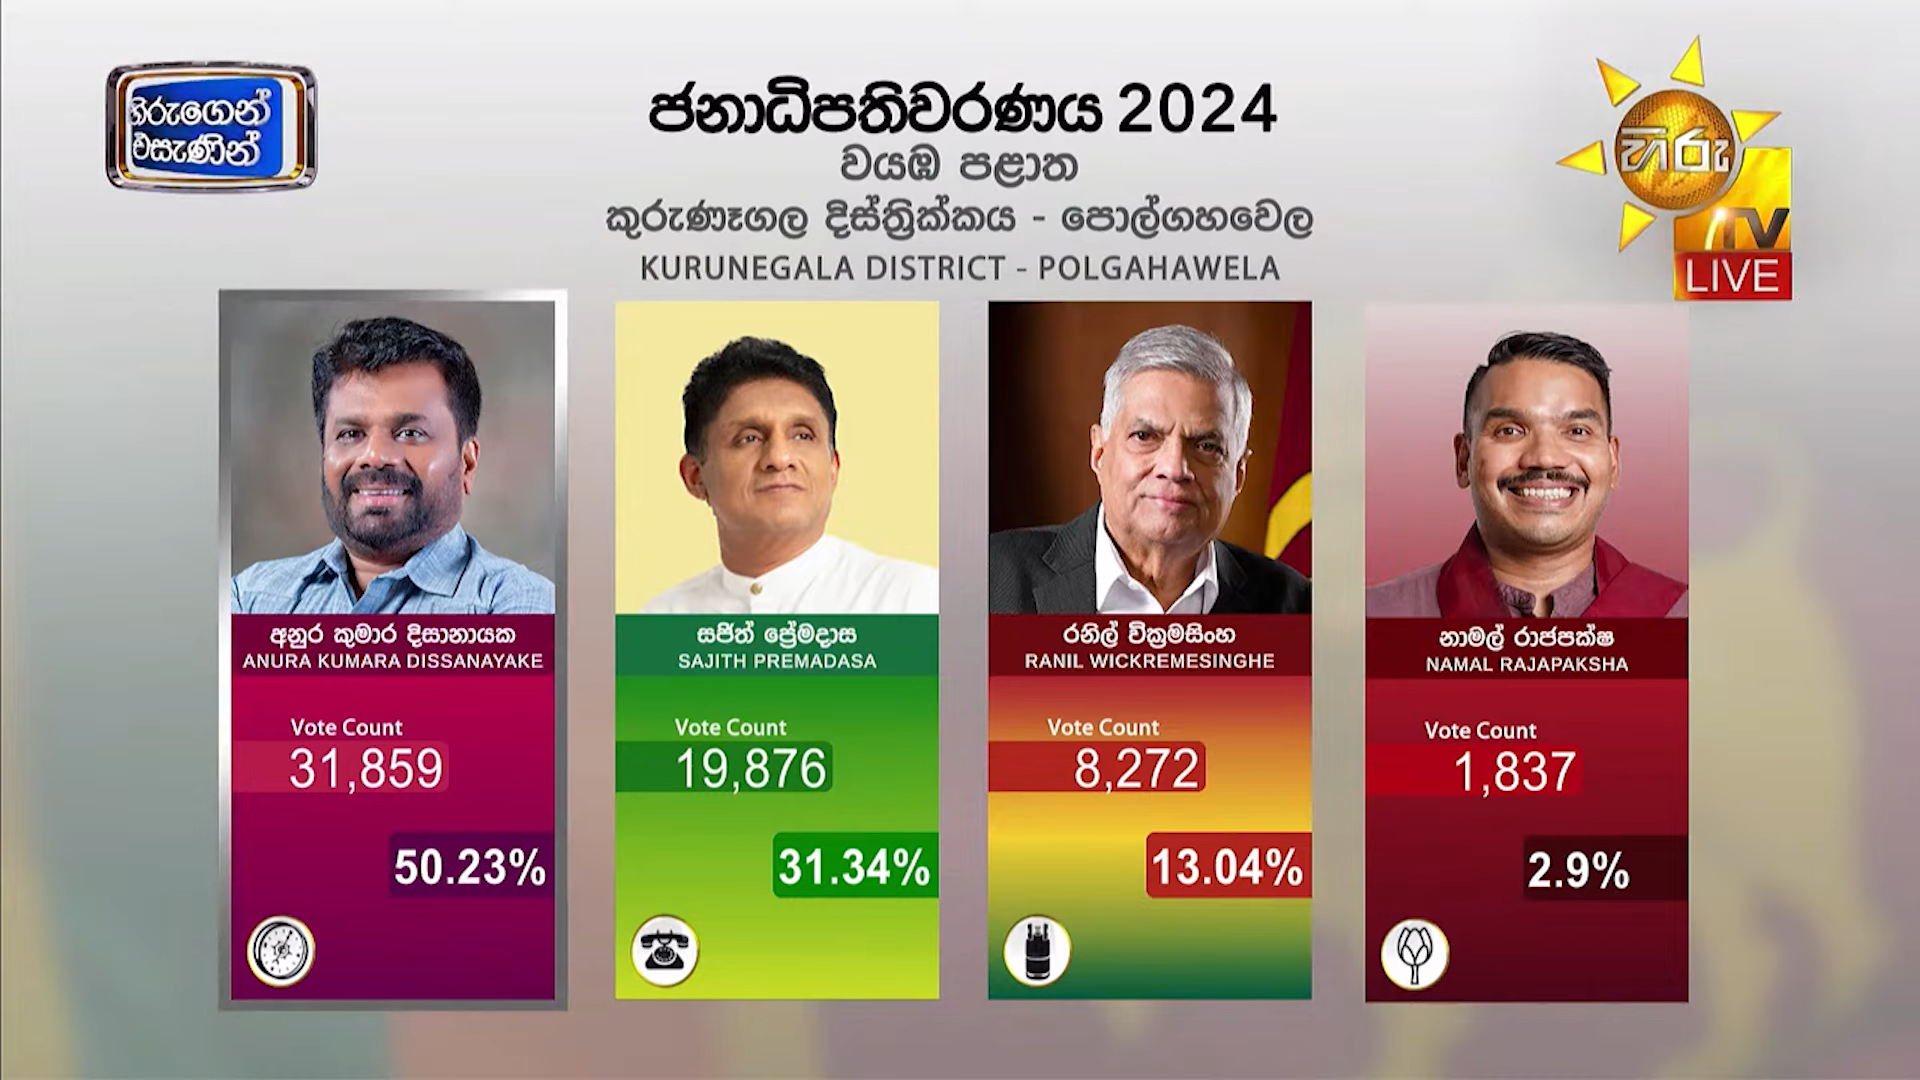 හිරුගෙන්
එසැණින්
ජනාධිපතිවරණය 2024
වයඹ පළාත
කුරුණෑගල දිස්ත්‍රික්කය - පොල්ගහවෙල
KURUNEGALA DISTRICT - POLGAHAWELA
හිරු
TV
LIVE
අනුර කුමාර දිසානායක
ANURA KUMARA DISSANAYAKE
Vote Count
31,859
50.23%
සජිත් ප්‍රේමදාස
SAJITH PREMADASA
Vote Count
19,876
31.34%
රනිල් වික්‍රමසිංහ
RANIL WICKREMESINGHE
Vote Count
8,272
13.04%
නාමල් රාජපක්ෂ
NAMAL RAJAPAKSHA
Vote Count
1,837
2.9%